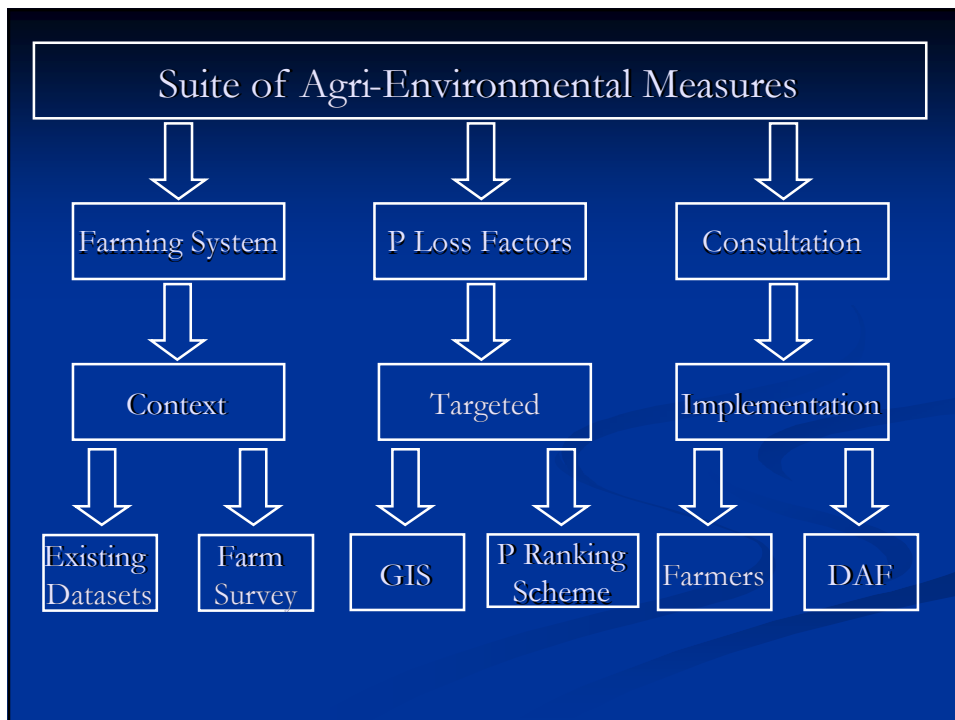 Suite of Agri-Environmental Measures
Farming System
P Loss Factors
Consultation
Context
Targeted
Implementation
Existing
Datasets
Farm
Survey
GIS
P Ranking
Scheme
Farmers
DAF